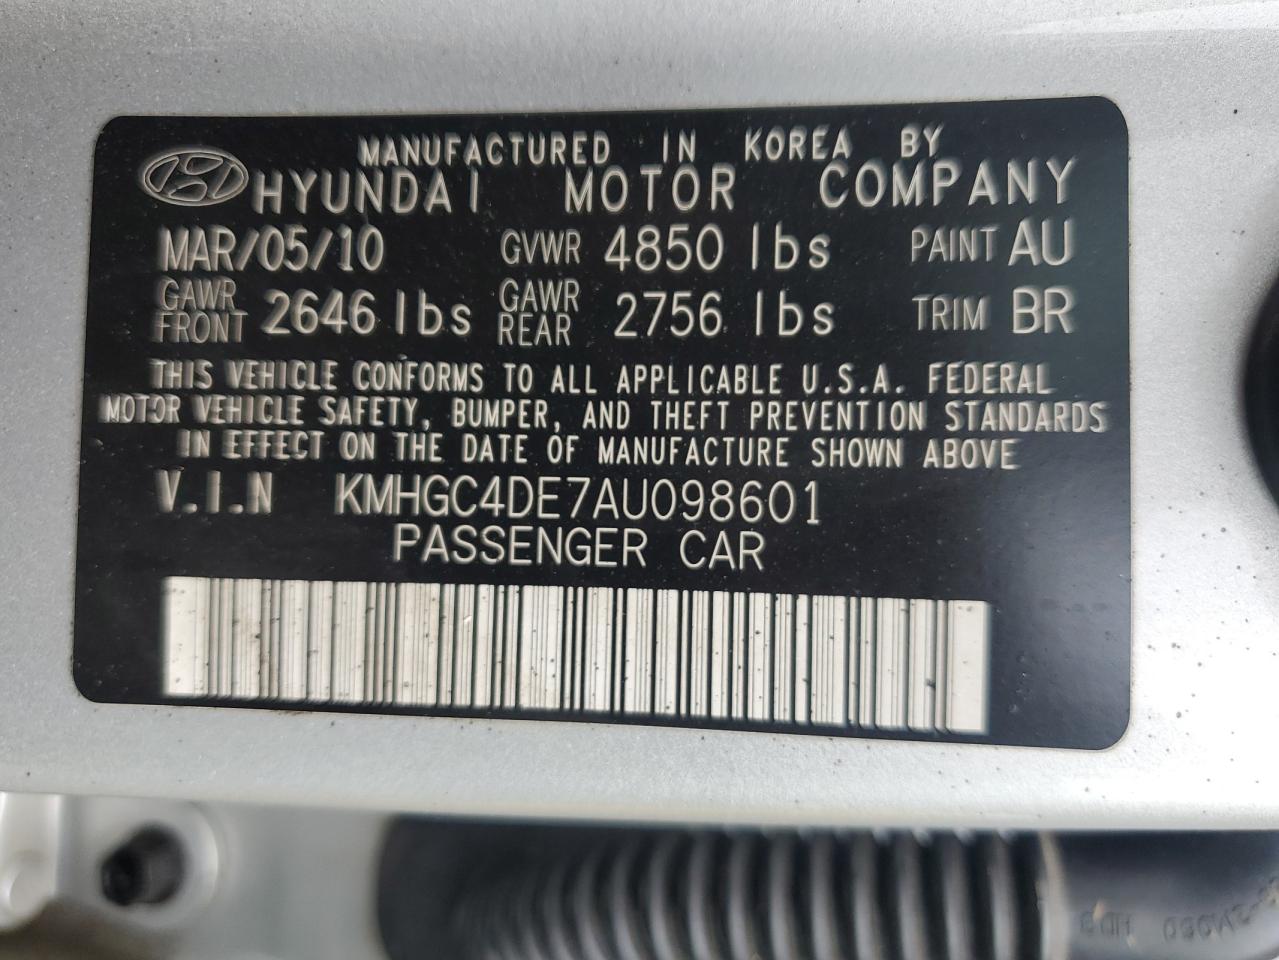 MANUFACTURED IN KOREA BY
HYUNDAI MOTOR COMPANY
MAR/05/10 GVWR 4850 lbs PAINT AU
GAWR FRONT 2646 lbs GAWR REAR 2756 lbs TRIM BR
THIS VEHICLE CONFORMS TO ALL APPLICABLE U.S.A. FEDERAL
MOTOR VEHICLE SAFETY, BUMPER, AND THEFT PREVENTION STANDARDS
IN EFFECT ON THE DATE OF MANUFACTURE SHOWN ABOVE
V.I.N KMHGC4DE7AU098601
PASSENGER CAR